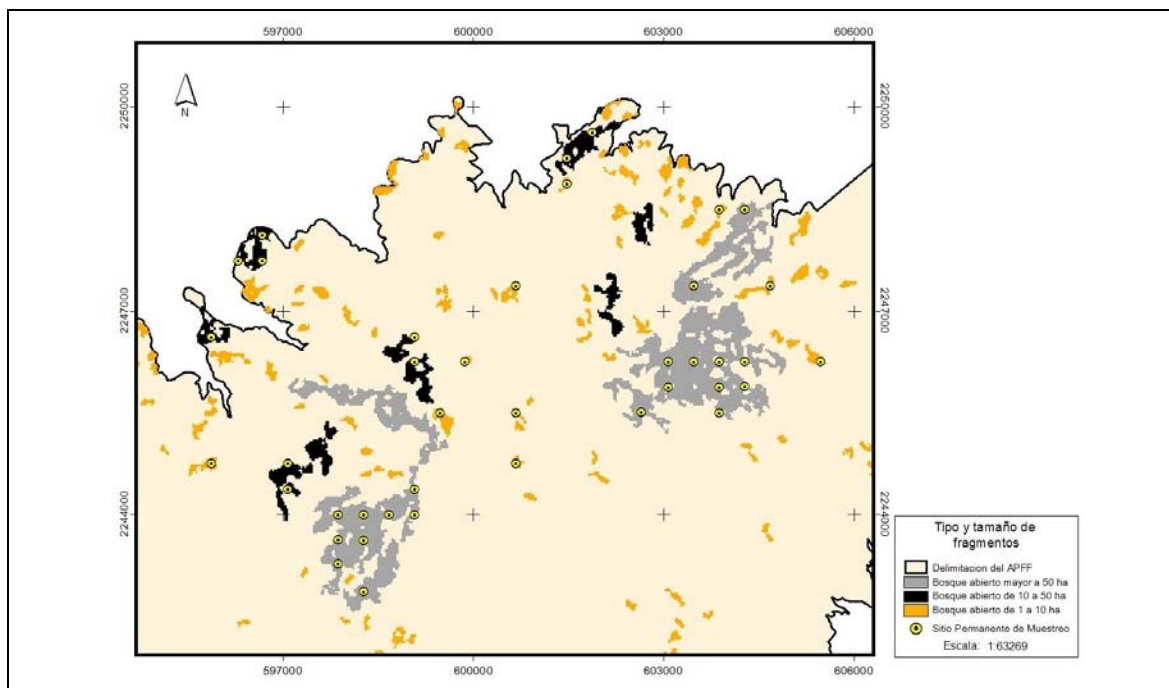 597000 600000 603000 606000
2250000 2250000
N
2247000 2247000
2244000 2244000
597000 600000 603000 606000
Tipo y tamaño de
fragmentos
Delimitacion del APFF
Bosque abierto mayor a 50 ha
Bosque abierto de 10 a 50 ha
Bosque abierto de 1 a 10 ha
Sitio Permanente de Muestreo
Escala: 1:63269